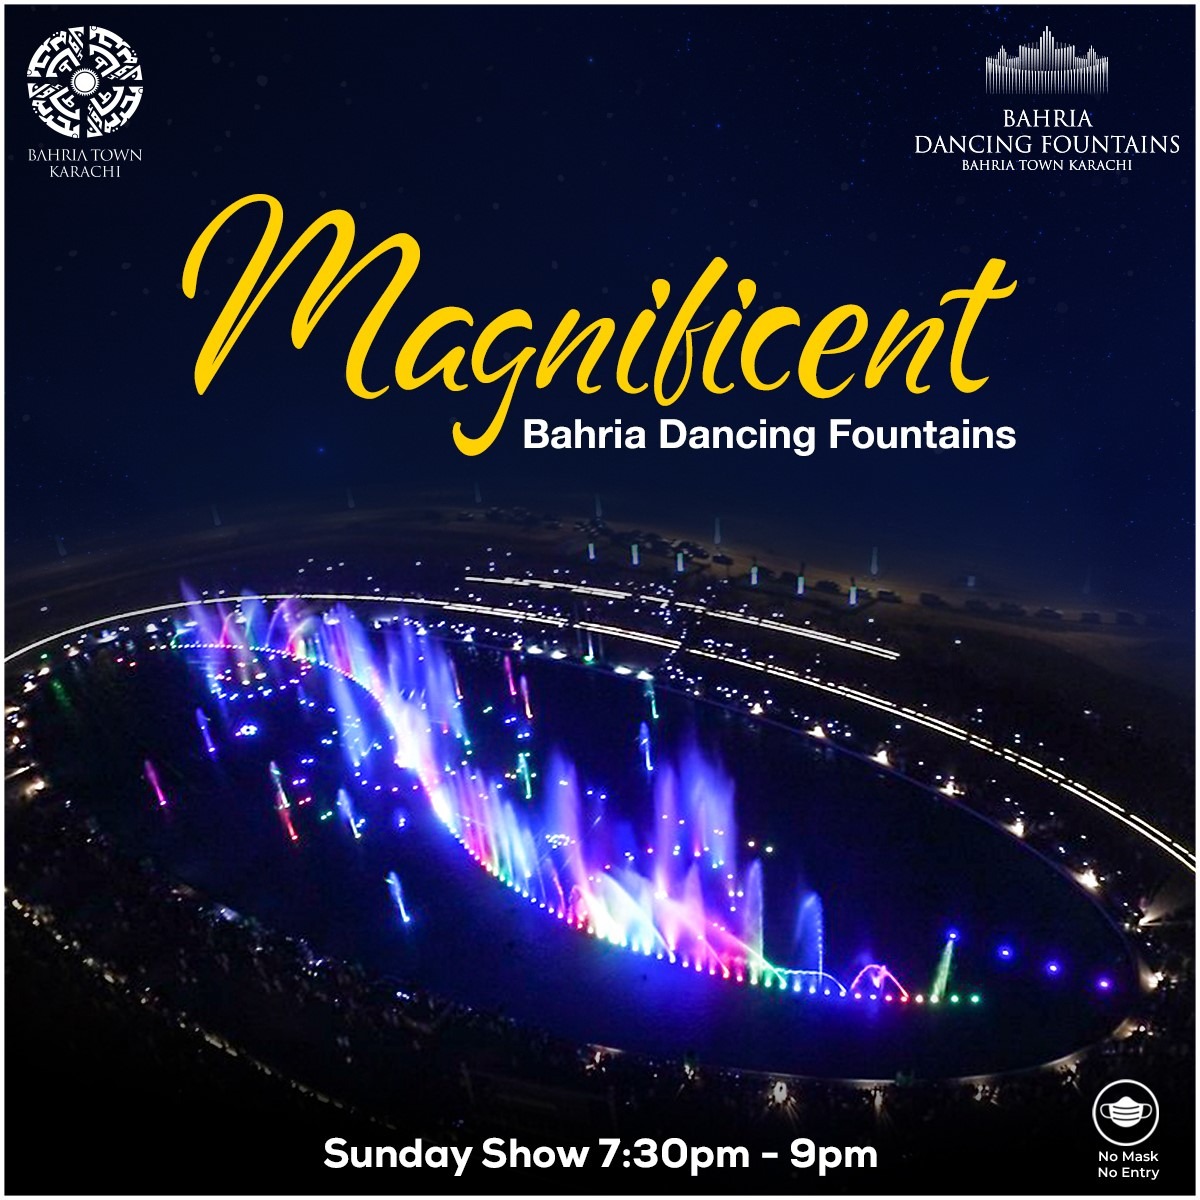 BAHRIA TOWN
KARACHI
BAHRIA
DANCING FOUNTAINS
BAHRIA TOWN KARACHI
Magnificent
Bahria Dancing Fountains
Sunday Show 7:30pm - 9pm
No Mask
No Entry